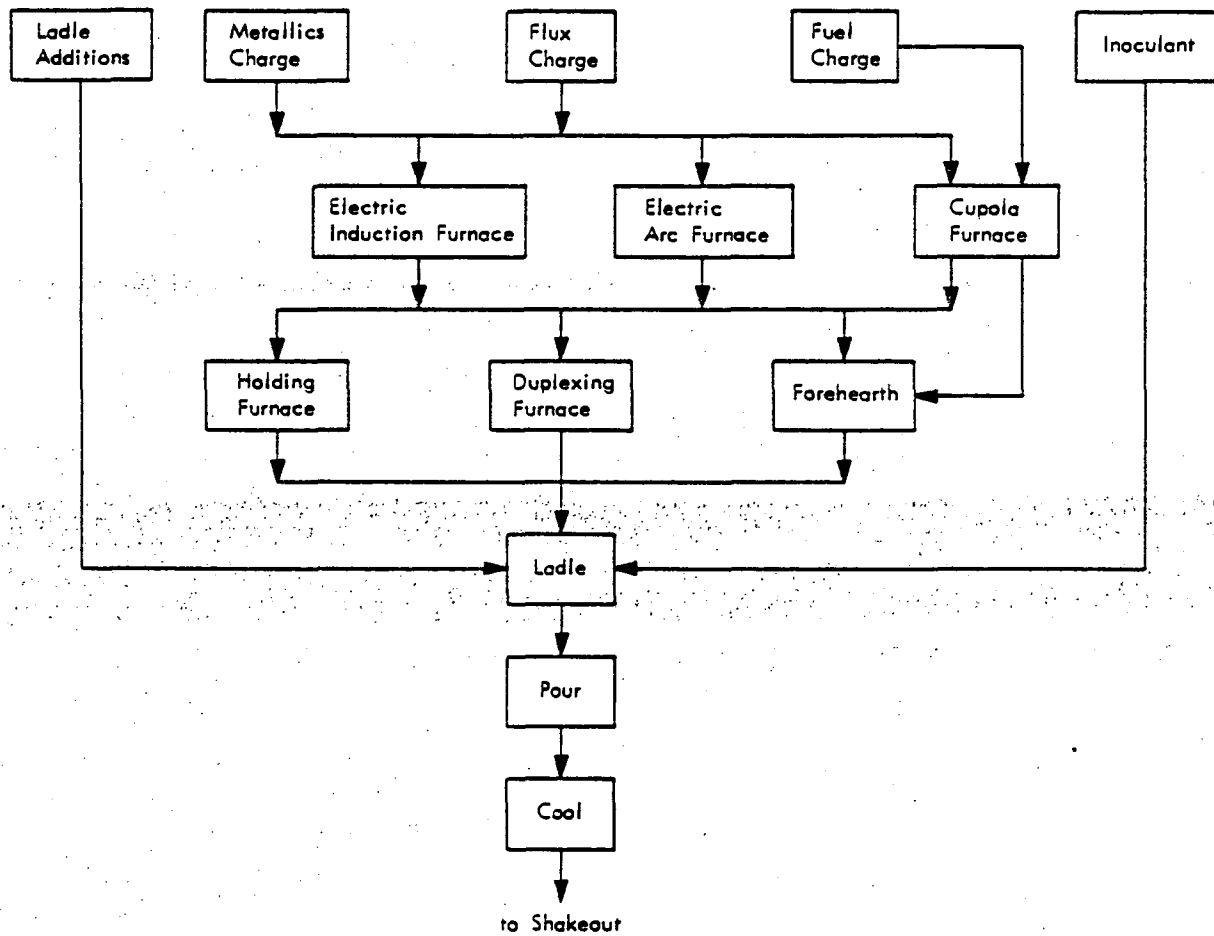 Ladle
Additions
Metallics
Charge
Flux
Charge
Fuel
Charge
Inoculant
Electric
Induction Furnace
Electric
Arc Furnace
Cupola
Furnace
Holding
Furnace
Duplexing
Furnace
Forehearth
Ladle
Pour
Cool
to Shakeout